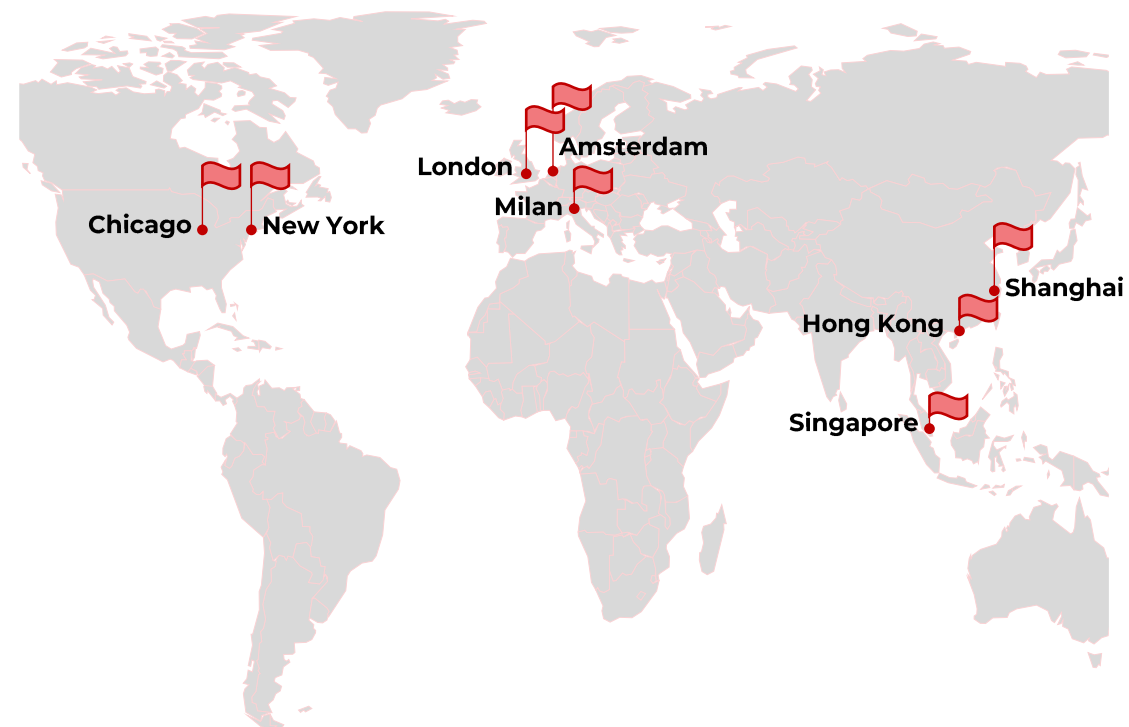 Amsterdam
London
Milan
Chicago
New York
Shanghai
Hong Kong
Singapore